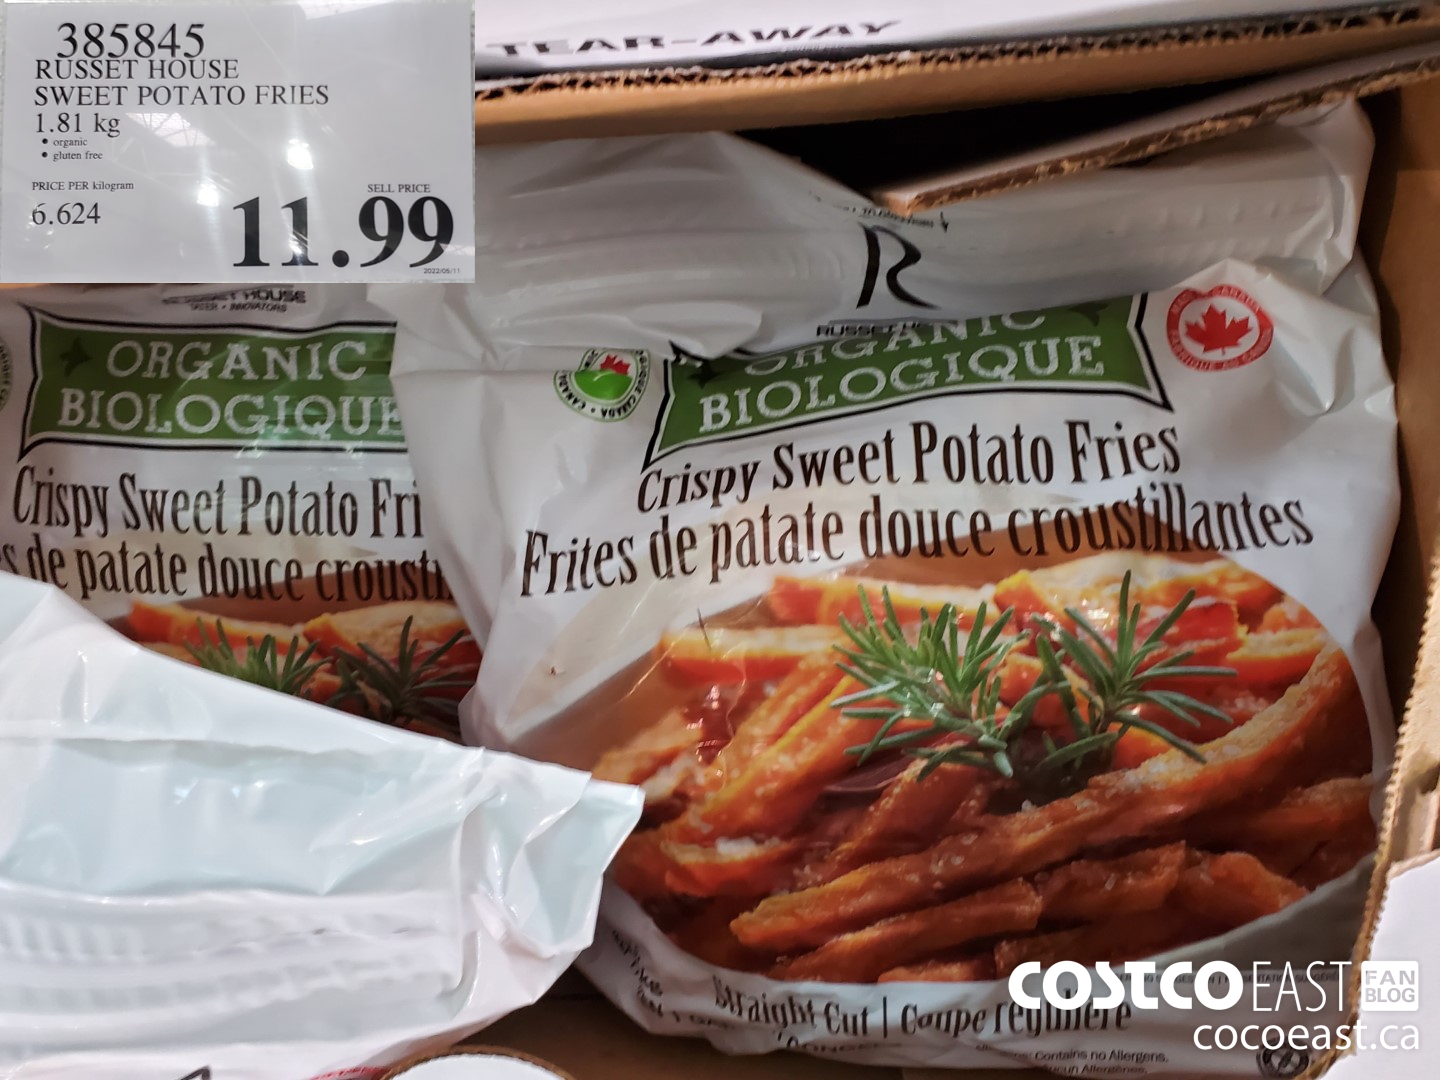 385845
RUSSET HOUSE
SWEET POTATO FRIES
1.81 kg
• organic
• gluten free
PRICE PER kilogram
6.624
SELL PRICE
11.99
2022/05/11
TEAR-AWAY
RUSSET HOUSE
ORGANIC
BIOLOGIQUE
Crispy Sweet Potato Fri
de patate douce crousti
R
RUSSET
ORGANIC
BIOLOGIQUE
Crispy Sweet Potato Fries
Frites de patate douce croustillantes
Straight Cut | Coupe régulière
Contains no Allergens.
COSTCO EAST FAN BLOG
cocoeast.ca